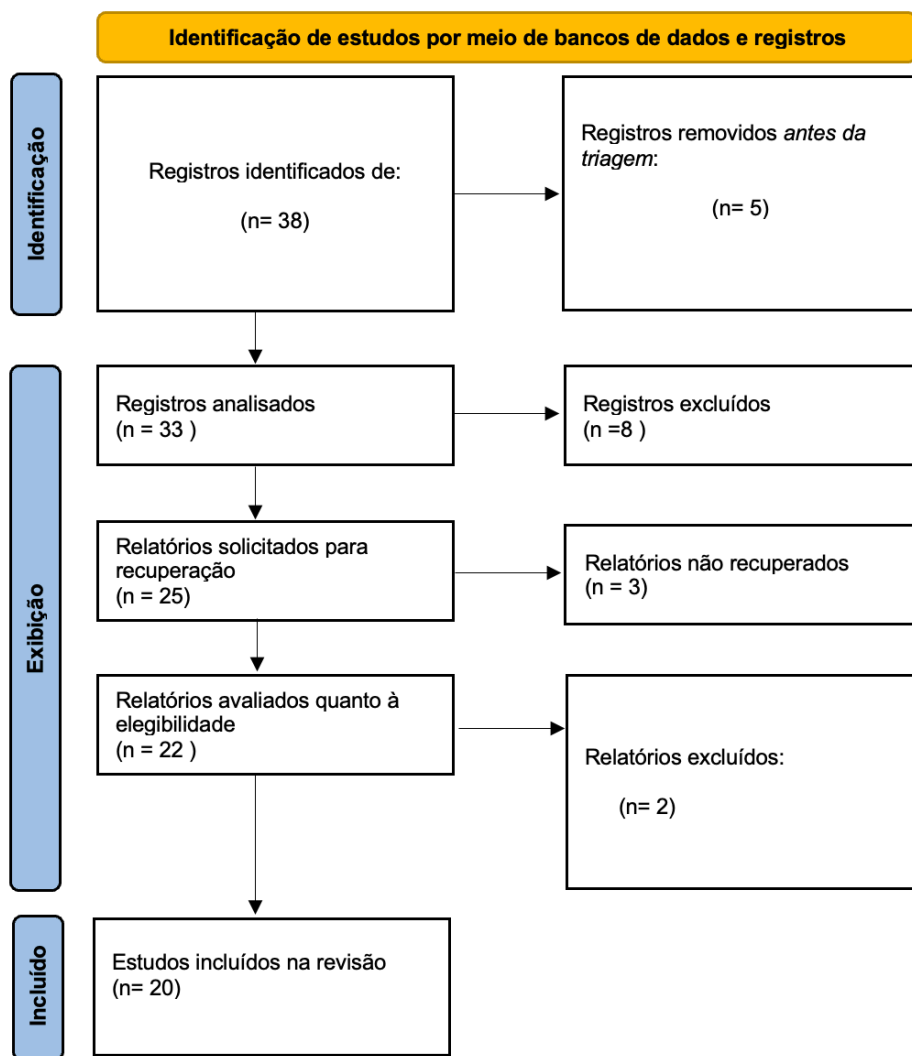 Identificação de estudos por meio de bancos de dados e registros
Identificação
Registros identificados de:
(n= 38)
Registros removidos antes da
triagem:
(n= 5)
Exibição
Registros analisados
(n = 33 )
Registros excluídos
(n =8 )
Relatórios solicitados para
recuperação
(n = 25)
Relatórios não recuperados
(n = 3)
Relatórios avaliados quanto à
elegibilidade
(n = 22 )
Relatórios excluídos:
(n= 2)
Incluído
Estudos incluídos na revisão
(n= 20)